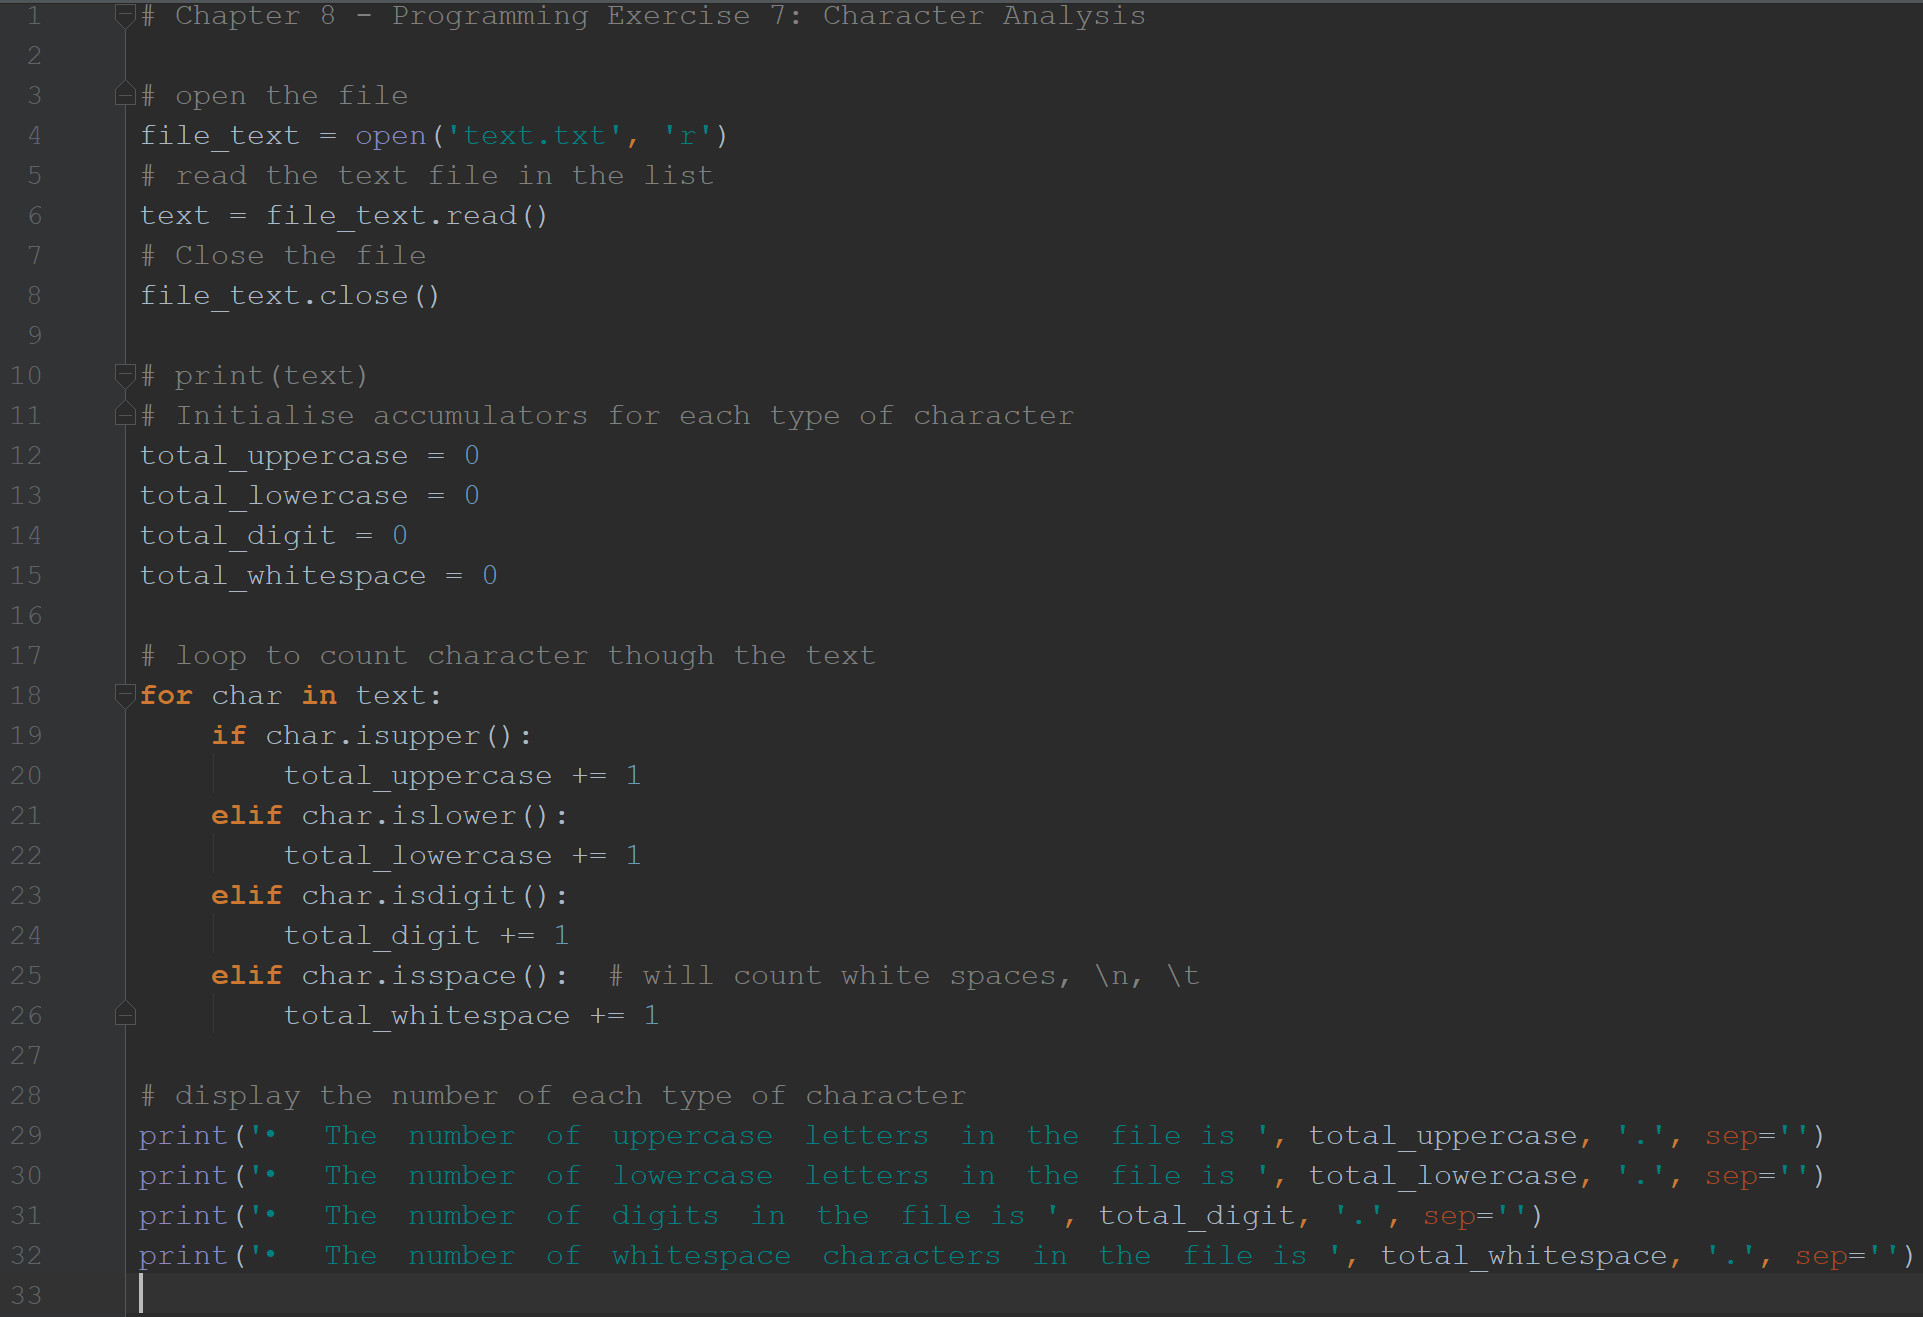 1 # Chapter 8 - Programming Exercise 7: Character Analysis
2
3 # open the file
4 file_text = open('text.txt', 'r')
5 # read the text file in the list
6 text = file_text.read()
7 # Close the file
8 file_text.close()
9
10 # print(text)
11 # Initialise accumulators for each type of character
12 total_uppercase = 0
13 total_lowercase = 0
14 total_digit = 0
15 total_whitespace = 0
16
17 # loop to count character though the text
18 for char in text:
19     if char.isupper():
20         total_uppercase += 1
21     elif char.islower():
22         total_lowercase += 1
23     elif char.isdigit():
24         total_digit += 1
25     elif char.isspace():  # will count white spaces, \n, \t
26         total_whitespace += 1
27
28 # display the number of each type of character
29 print('•  The  number  of  uppercase  letters  in  the  file is ', total_uppercase, '.', sep='')
30 print('•  The  number  of  lowercase  letters  in  the  file is ', total_lowercase, '.', sep='')
31 print('•  The  number  of  digits  in  the  file is ', total_digit, '.', sep='')
32 print('•  The  number  of  whitespace  characters  in  the  file is ', total_whitespace, '.', sep='')
33